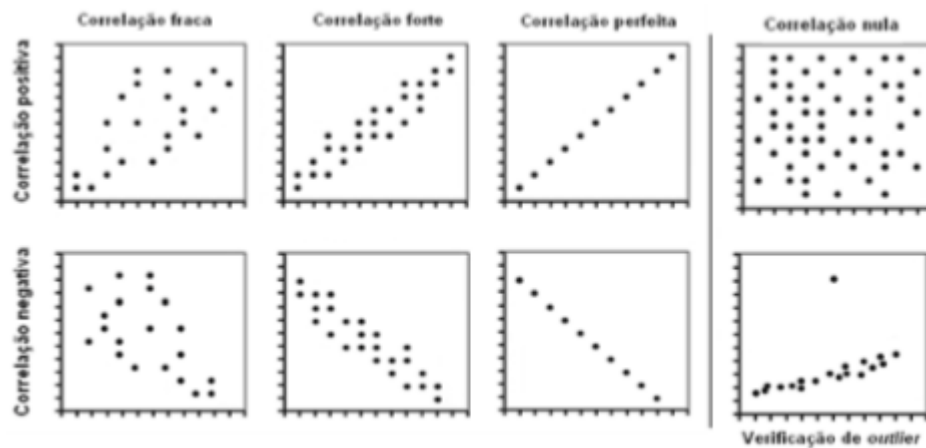 Correlação fraca
Correlação forte
Correlação perfeita
Correlação nula
Correlação positiva
Correlação negativa
Verificação de outlier